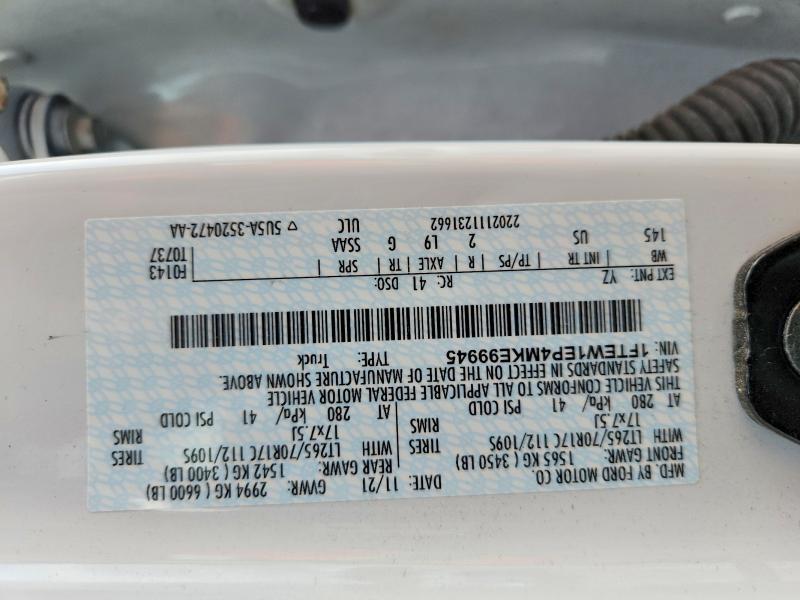 MFD. BY FORD MOTOR CO.
DATE: 11/21 GVWR: 2994 KG ( 6600 LB)
FRONT GAWR: 1565 KG ( 3450 LB) REAR GAWR: 1542 KG ( 3400 LB)
WITH LT265/70R17C 112/109S TIRES WITH LT265/70R17C 112/109S TIRES
17x7.5J RIMS 17x7.5J RIMS
AT 280 kPa/ 41 PSI COLD AT 280 kPa/ 41 PSI COLD
THIS VEHICLE CONFORMS TO ALL APPLICABLE FEDERAL MOTOR VEHICLE
SAFETY STANDARDS IN EFFECT ON THE DATE OF MANUFACTURE SHOWN ABOVE.
VIN: 1FTEW1EP4MKE99945 TYPE: Truck
EXT PNT: YZ RC: 41 DSO: F0143
WB | INT TR | TP/PS | R | AXLE | TR | SPR | T0737
145 US 2 L9 G SSAA
2202111231662 ULC ▽ 5U5A-3520472-AA